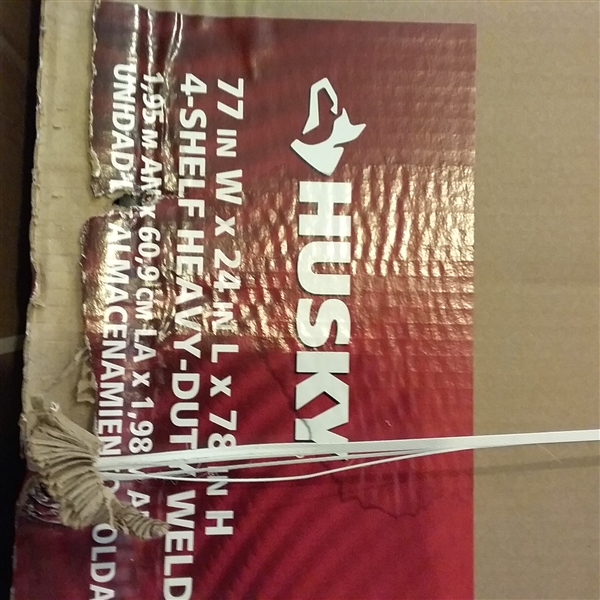 HUSKY
77 IN W X 24 IN L X 78 IN H
4-SHELF HEAVY-DUTY WELD
1,95 M AN X 60,9 CM LA X 1,98
UNIDAD